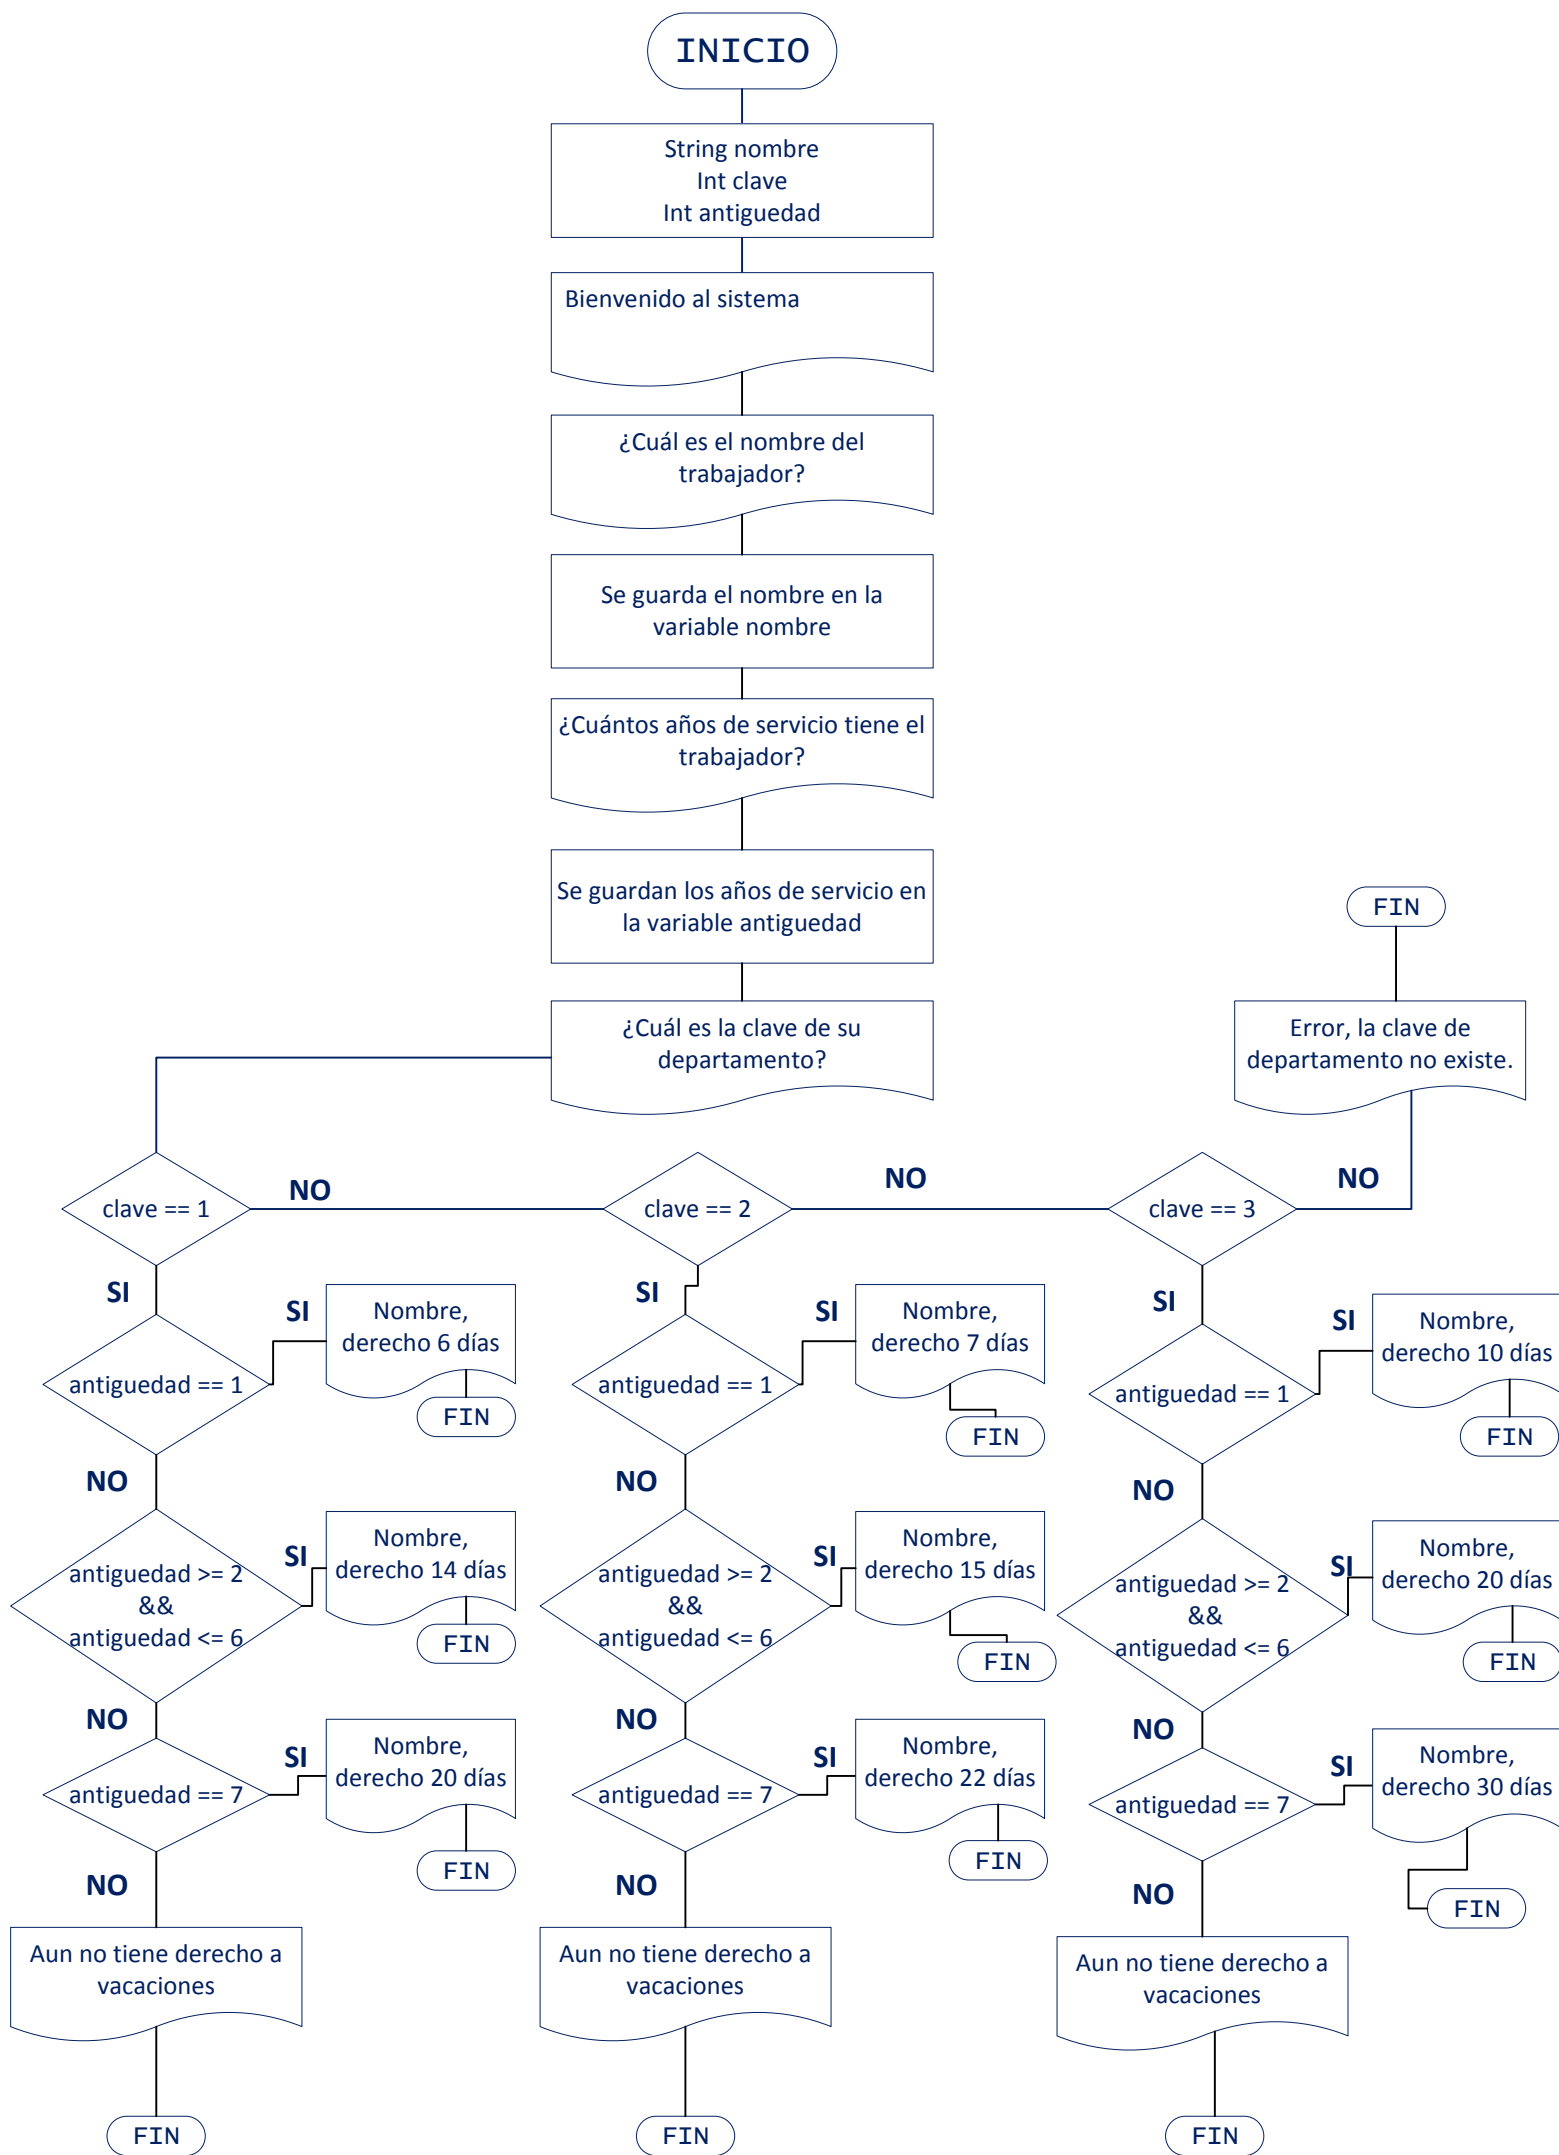 INICIO
String nombre
Int clave
Int antiguedad
Bienvenido al sistema
¿Cuál es el nombre del
trabajador?
Se guarda el nombre en la
variable nombre
¿Cuántos años de servicio tiene el
trabajador?
Se guardan los años de servicio en
la variable antiguedad
FIN
¿Cuál es la clave de su
departamento?
Error, la clave de
departamento no existe.
clave == 1
NO
clave == 2
NO
clave == 3
NO
SI
antiguedad == 1
SI
Nombre,
derecho 6 días
FIN
NO
antiguedad >= 2
&&
antiguedad <= 6
SI
Nombre,
derecho 14 días
FIN
NO
antiguedad == 7
SI
Nombre,
derecho 20 días
FIN
NO
Aun no tiene derecho a
vacaciones
FIN
SI
antiguedad == 1
SI
Nombre,
derecho 7 días
FIN
NO
antiguedad >= 2
&&
antiguedad <= 6
SI
Nombre,
derecho 15 días
FIN
NO
antiguedad == 7
SI
Nombre,
derecho 22 días
FIN
NO
Aun no tiene derecho a
vacaciones
FIN
SI
antiguedad == 1
SI
Nombre,
derecho 10 días
FIN
NO
antiguedad >= 2
&&
antiguedad <= 6
SI
Nombre,
derecho 20 días
FIN
NO
antiguedad == 7
SI
Nombre,
derecho 30 días
FIN
NO
Aun no tiene derecho a
vacaciones
FIN